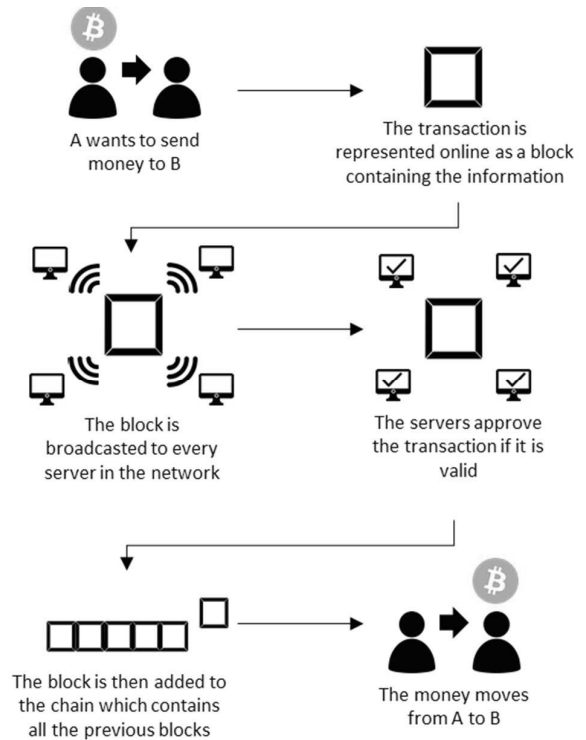 A wants to send
money to B
The transaction is
represented online as a block
containing the information
The block is
broadcasted to every
server in the network
The servers approve
the transaction if it is
valid
The block is then added to
the chain which contains
all the previous blocks
The money moves
from A to B